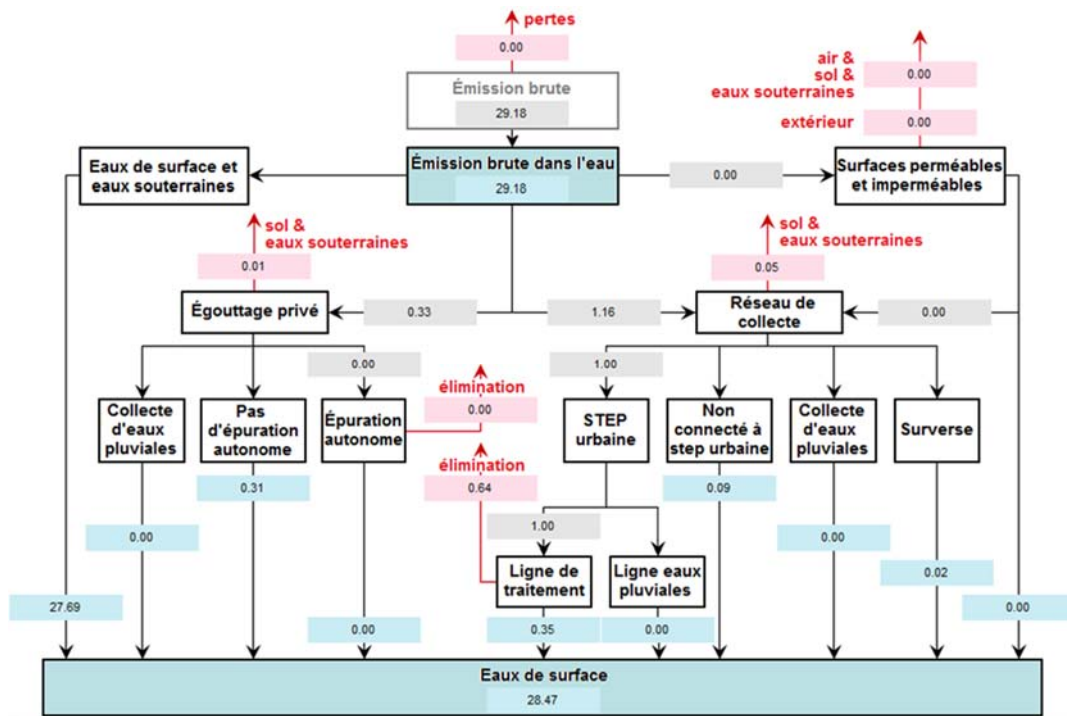 pertes
0.00
Émission brute
29.18
air &
sol &
eaux souterraines
0.00
extérieur
0.00
Eaux de surface et
eaux souterraines
Émission brute dans l'eau
29.18
0.00
Surfaces perméables
et imperméables
sol &
eaux souterraines
0.01
sol &
eaux souterraines
0.05
Égouttage privé
0.33
1.16
Réseau de
collecte
0.00
0.00
1.00
élimination
0.00
Collecte
d'eaux
pluviales
Pas
d'épuration
autonome
Épuration
autonome
STEP
urbaine
Non
connecté à
step urbaine
Collecte
d'eaux
pluviales
Surverse
élimination
0.31
0.64
0.09
0.00
1.00
0.00
Ligne de
traitement
Ligne eaux
pluviales
0.02
27.69
0.00
0.00
0.35
0.00
Eaux de surface
28.47